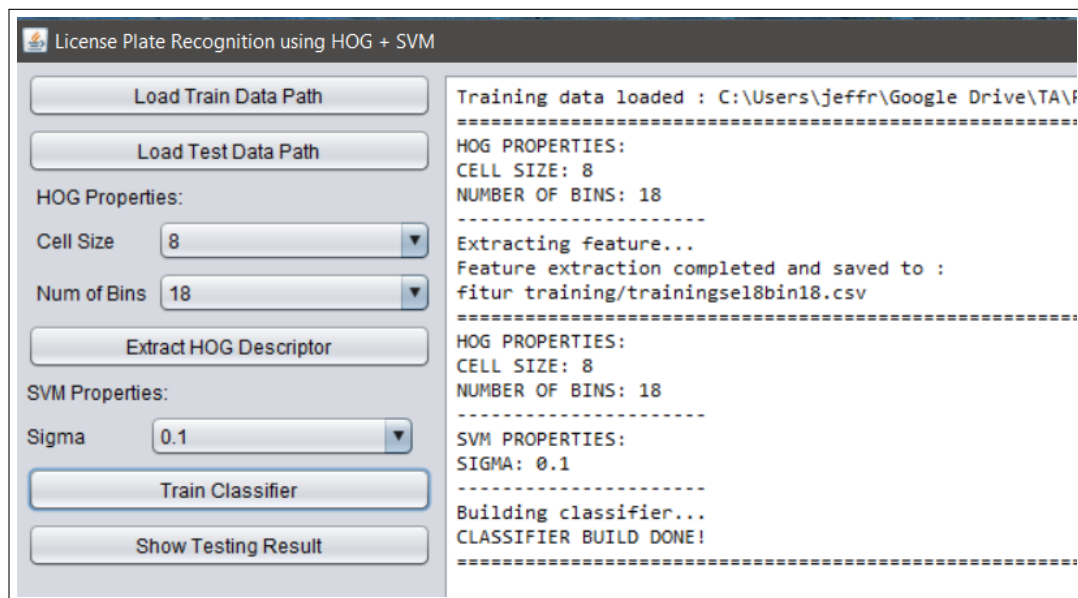 License Plate Recognition using HOG + SVM
Load Train Data Path
Load Test Data Path
HOG Properties:
Cell Size 8
Num of Bins 18
Extract HOG Descriptor
SVM Properties:
Sigma 0.1
Train Classifier
Show Testing Result
Training data loaded : C:\Users\jeffr\Google Drive\TA\
=======================================================
HOG PROPERTIES:
CELL SIZE: 8
NUMBER OF BINS: 18
----------------------
Extracting feature...
Feature extraction completed and saved to :
fitur training/trainingsel8bin18.csv
=======================================================
HOG PROPERTIES:
CELL SIZE: 8
NUMBER OF BINS: 18
----------------------
SVM PROPERTIES:
SIGMA: 0.1
----------------------
Building classifier...
CLASSIFIER BUILD DONE!
=======================================================